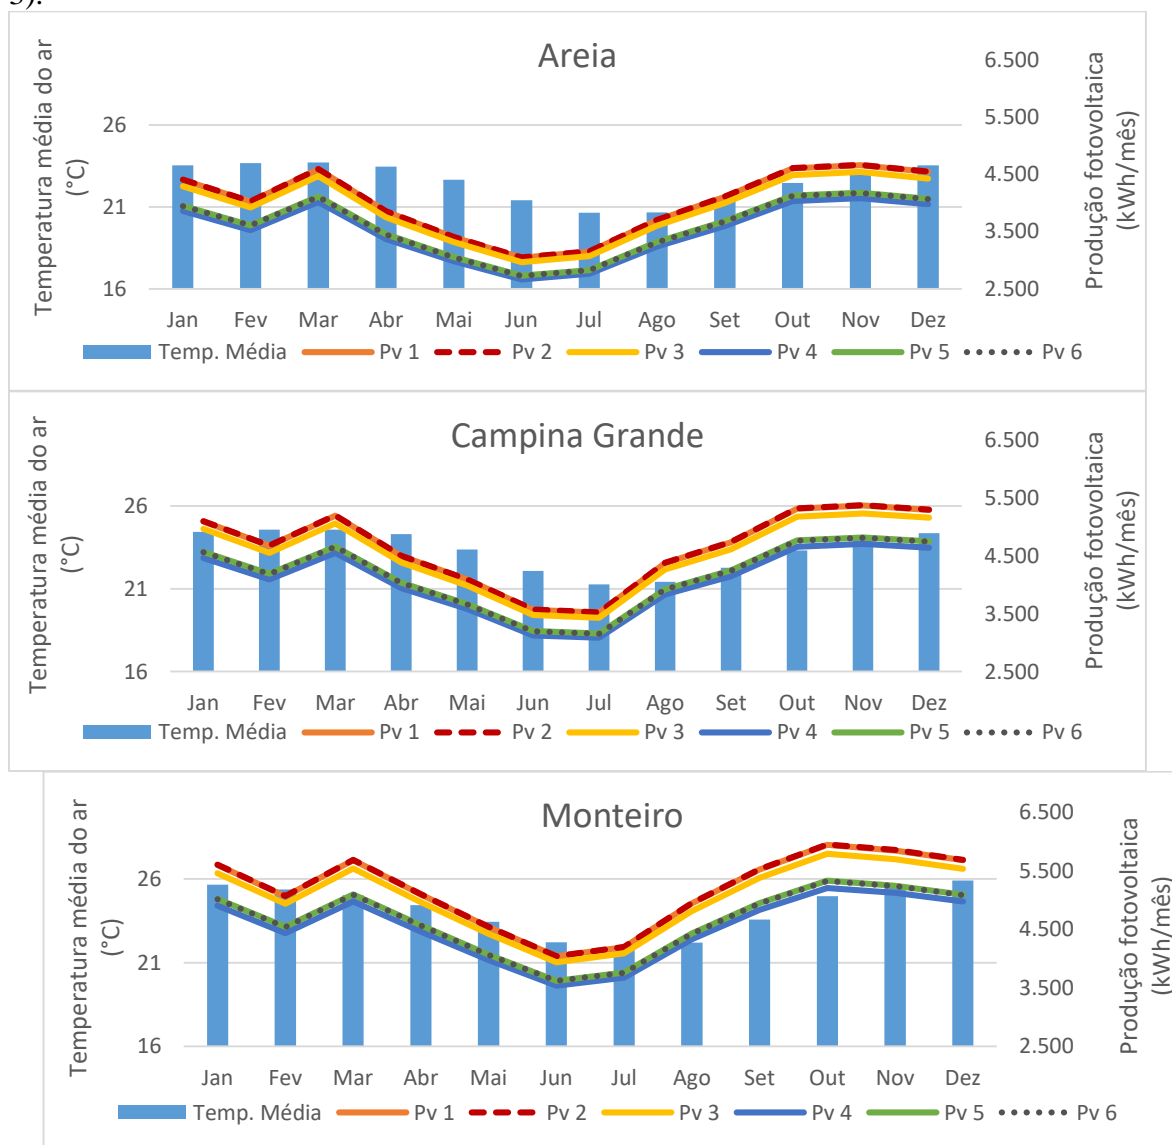 3).
Areia
Temperatura média do ar
(°C)
26
21
16
6.500
5.500
4.500
3.500
2.500
Produção fotovoltaica
(kWh/mês)
Jan Fev Mar Abr Mai Jun Jul Ago Set Out Nov Dez
Temp. Média Pv 1 Pv 2 Pv 3 Pv 4 Pv 5 Pv 6
Campina Grande
Temperatura média do ar
(°C)
26
21
16
6.500
5.500
4.500
3.500
2.500
Produção fotovoltaica
(kWh/mês)
Jan Fev Mar Abr Mai Jun Jul Ago Set Out Nov Dez
Temp. Média Pv 1 Pv 2 Pv 3 Pv 4 Pv 5 Pv 6
Monteiro
Temperatura média do ar
(°C)
26
21
16
6.500
5.500
4.500
3.500
2.500
Produção fotovoltaica
(kWh/mês)
Jan Fev Mar Abr Mai Jun Jul Ago Set Out Nov Dez
Temp. Média Pv 1 Pv 2 Pv 3 Pv 4 Pv 5 Pv 6